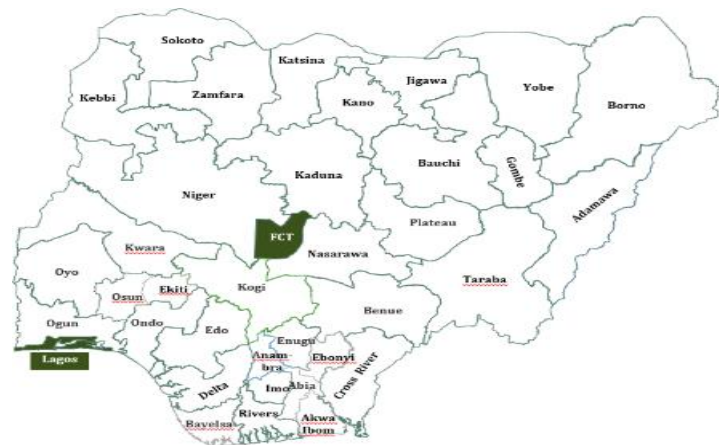 Sokoto
Katsina
Jigawa
Yobe
Kebbi
Zamfara
Kano
Borno
Bauchi
Gombe
Kaduna
Niger
Adamawa
Plateau
FCT
Kwara
Nasarawa
Oyo
Taraba
Kogi
Ekiti
Osun
Benue
Ogun
Ondo
Edo
Enugu
Anam-
bra
Ebonyi
Lagos
Cross River
Delta
Imo
Abia
Rivers
Bayelsa
Akwa
Ibom